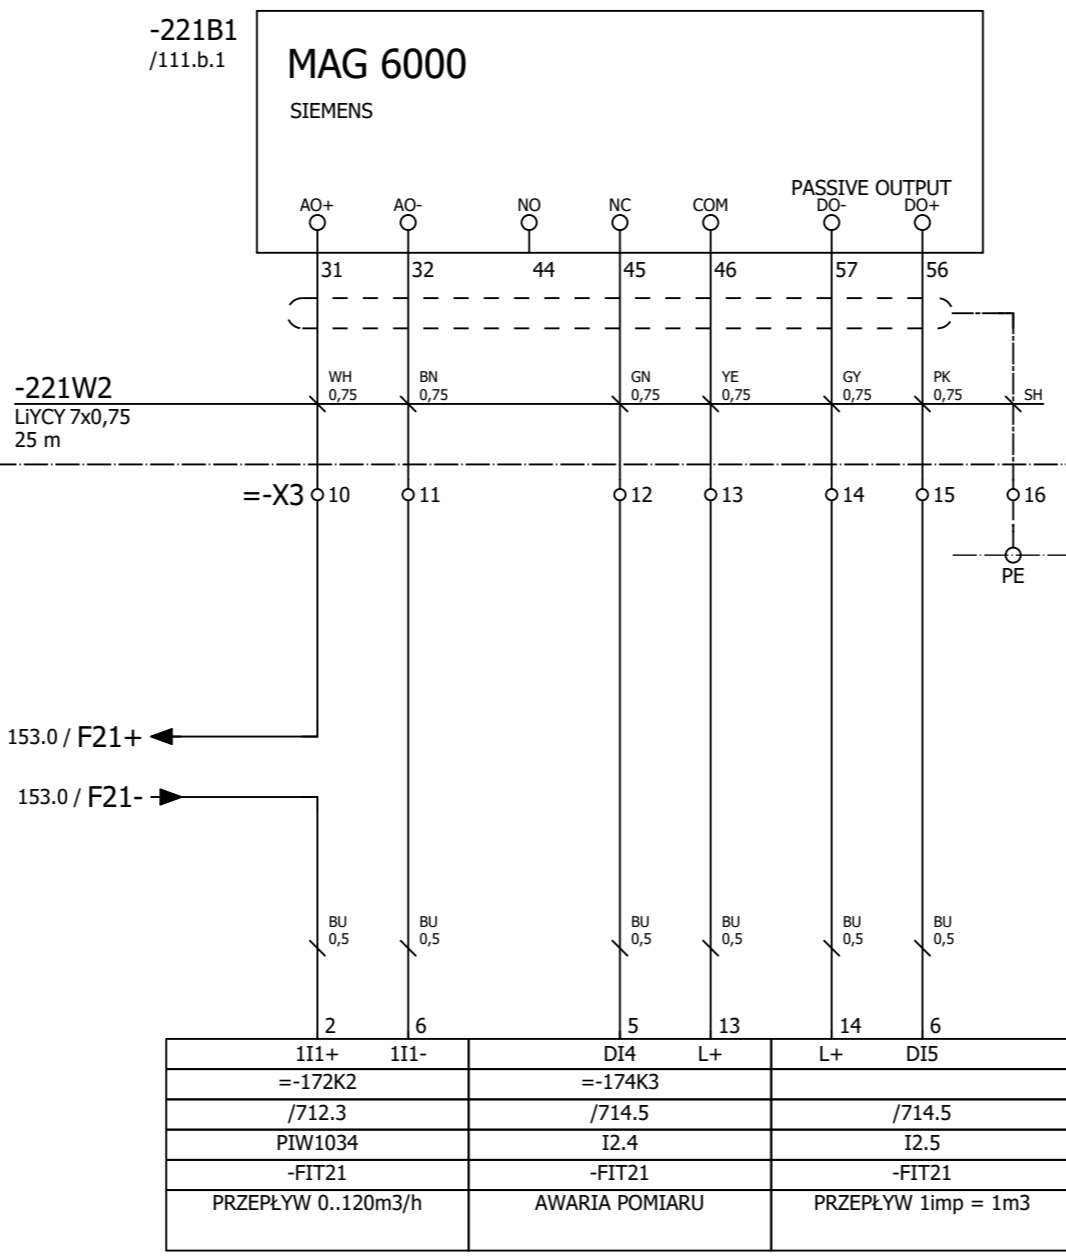 -221B1
/111.b.1
MAG 6000
SIEMENS
PASSIVE OUTPUT
AO+ AO- NO NC COM DO- DO+
31 32 44 45 46 57 56
-221W2
LiYCY 7x0,75
25 m
WH BN GN YE GY PK
0,75 0,75 0,75 0,75 0,75 0,75 SH
=-X3 10 11 12 13 14 15 16
PE
153.0 / F21+
153.0 / F21-
BU BU BU BU BU BU
0,5 0,5 0,5 0,5 0,5 0,5
2 6 5 13 14 6
1I1+ 1I1- DI4 L+ L+ DI5
=-172K2 =-174K3
/712.3 /714.5 /714.5
PIW1034 I2.4 I2.5
-FIT21 -FIT21 -FIT21
PRZEPŁYW 0..120m3/h AWARIA POMIARU PRZEPŁYW 1imp = 1m3